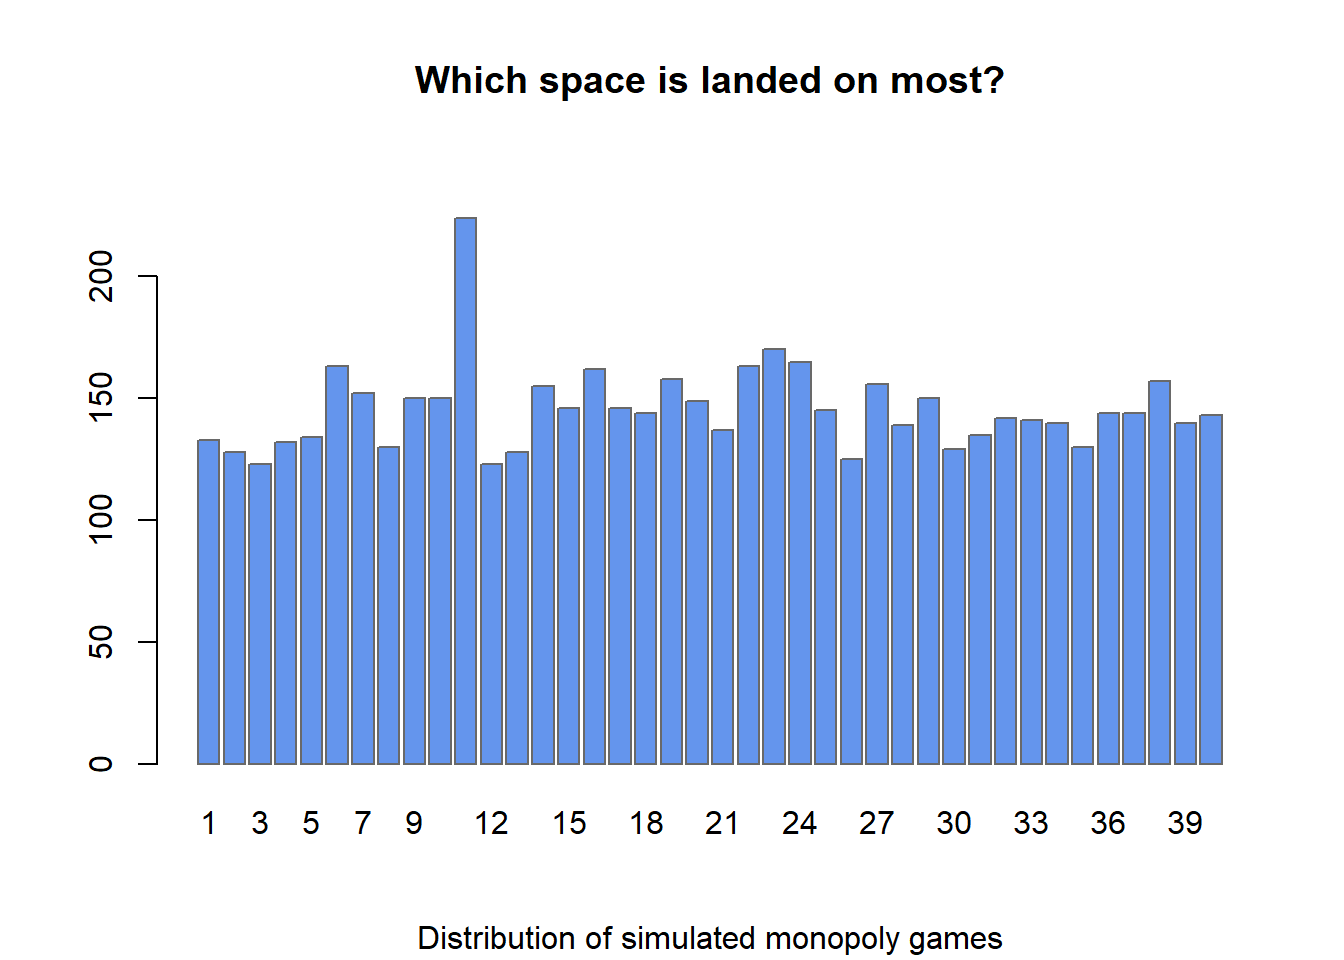 Which space is landed on most?
200
150
100
50
0
1 3 5 7 9 12 15 18 21 24 27 30 33 36 39
Distribution of simulated monopoly games